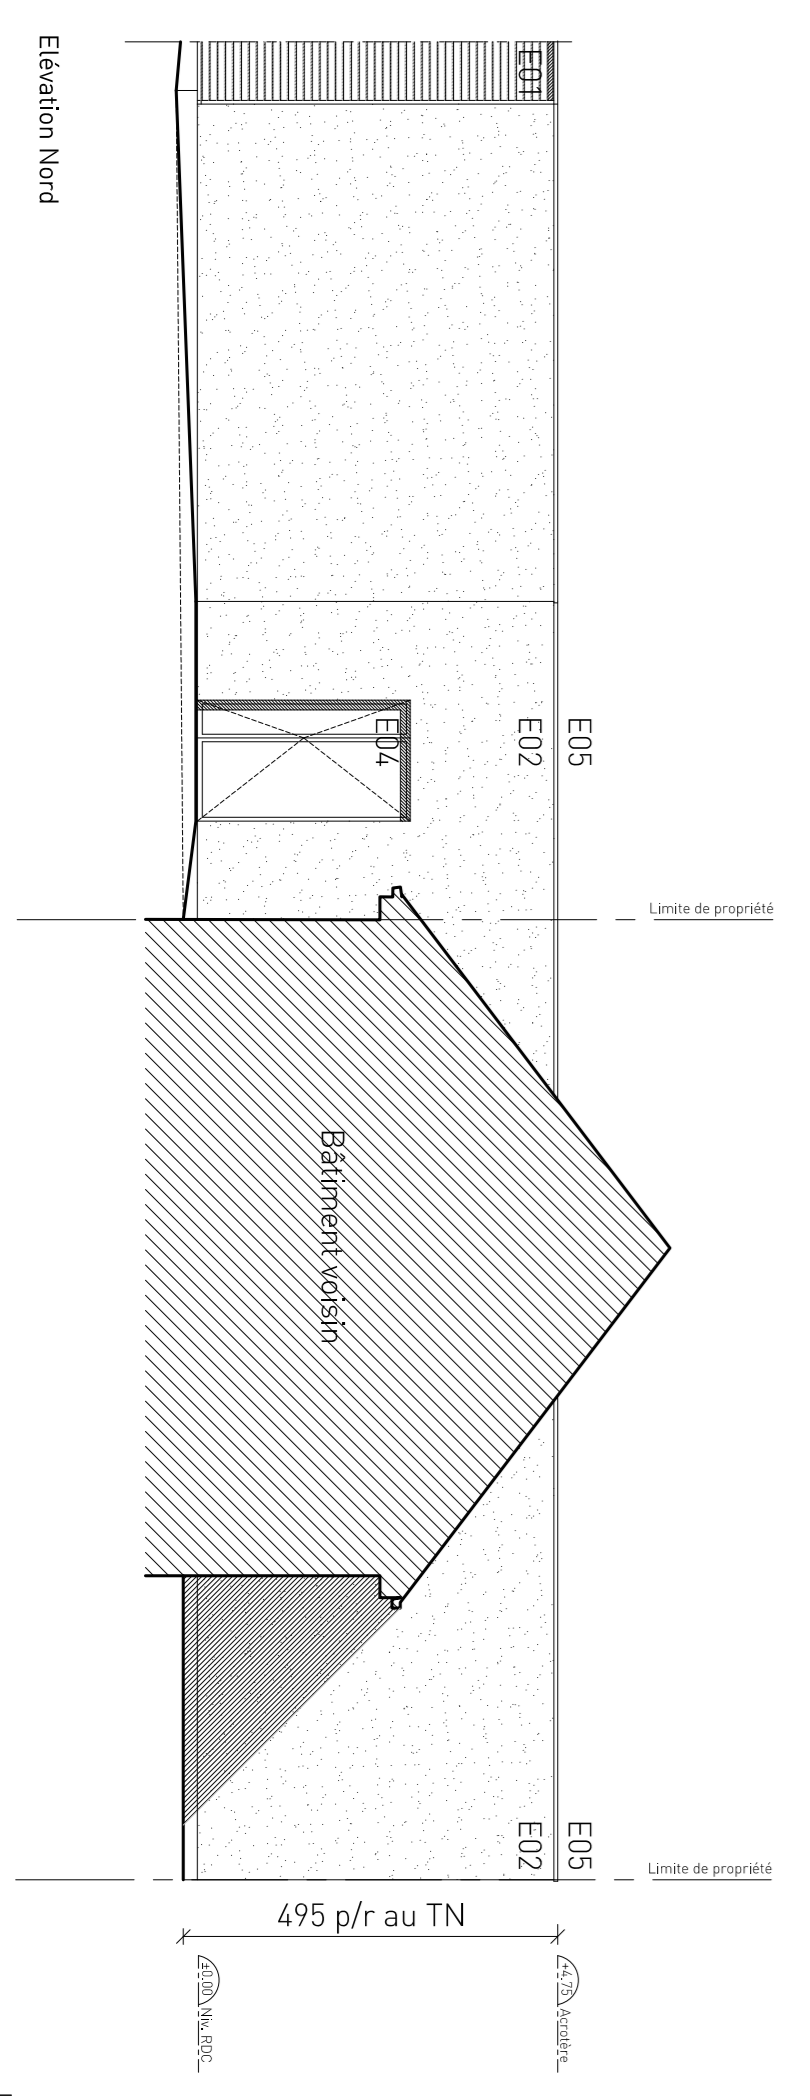 Elévation Nord
E01
E05
E02
E04
Limite de propriété
Bâtiment voisin
E05
E02
Limite de propriété
495 p/r au TN
+4.75 Acrotère
±0.00 Niv. RDC